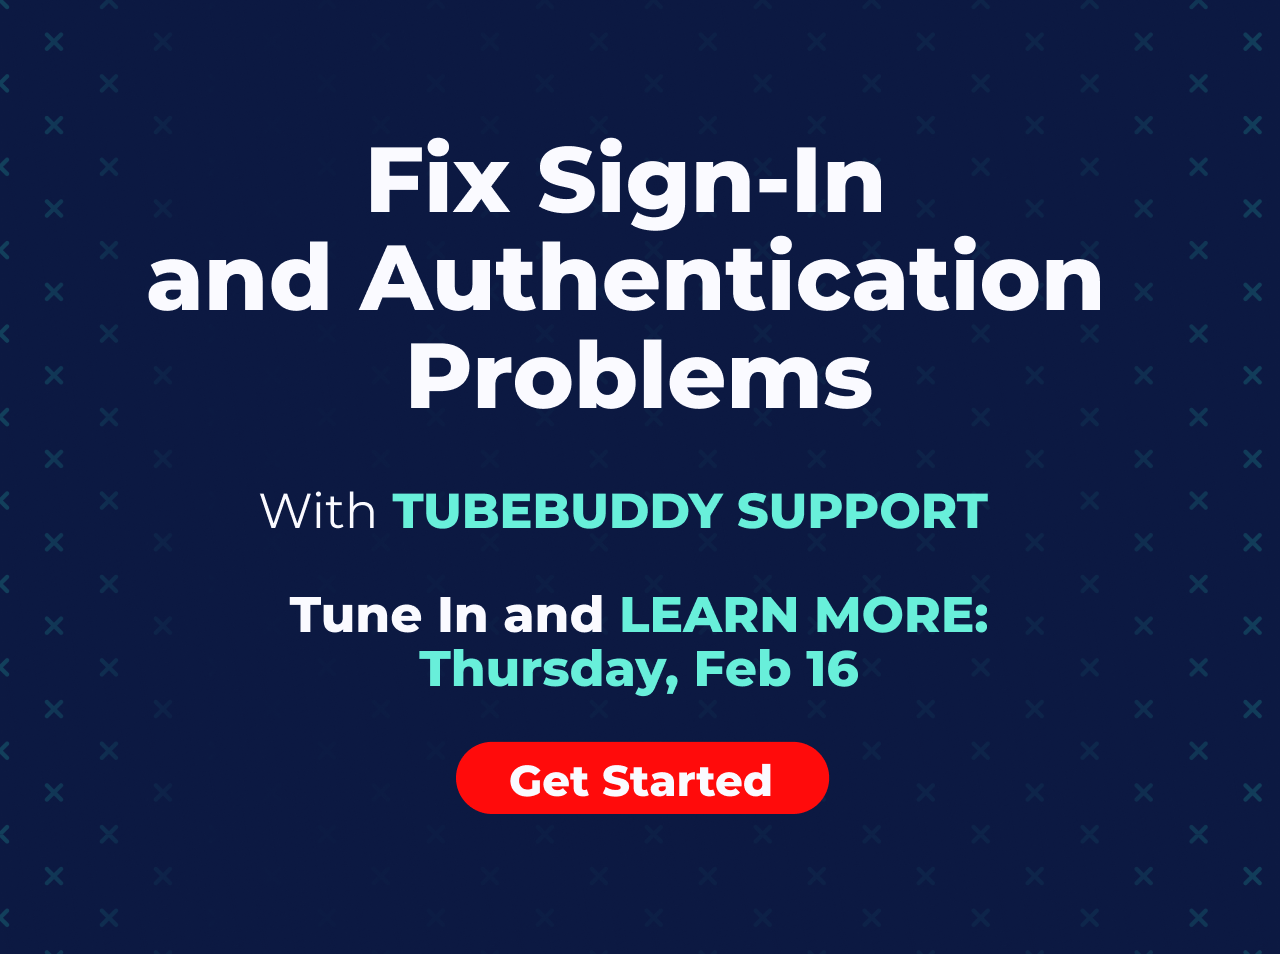 Fix Sign-In
and Authentication
Problems
With TUBEBUDDY SUPPORT
Tune In and LEARN MORE:
Thursday, Feb 16
Get Started